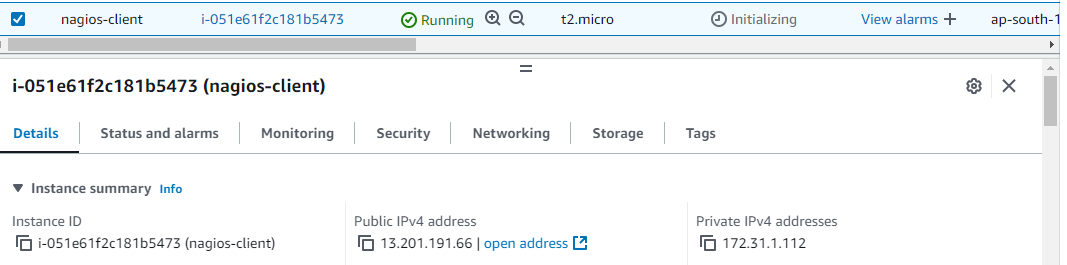 nagios-client i-051e61f2c181b5473 Running t2.micro Initializing View alarms + ap-south-1
i-051e61f2c181b5473 (nagios-client)
Details Status and alarms Monitoring Security Networking Storage Tags
Instance summary Info
Instance ID Public IPv4 address Private IPv4 addresses
i-051e61f2c181b5473 (nagios-client) 13.201.191.66 | open address 172.31.1.112